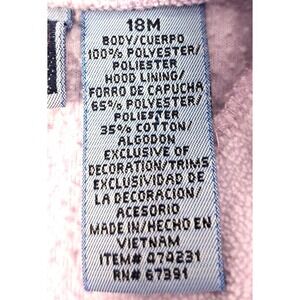 18M
BODY/CUERPO
100% POLYESTER/
POLIESTER
HOOD LINING/
FORRO DE CAPUCHA
65% POLYESTER/
POLIESTER
35% COTTON/
ALGODON
EXCLUSIVE OF
DECORATION/TRIMS
EXCLUSIVIDAD DE
LA DECORACION/
ACESORIO
MADE IN/HECHO EN
VIETNAM
ITEM# 474231
RN# 67391